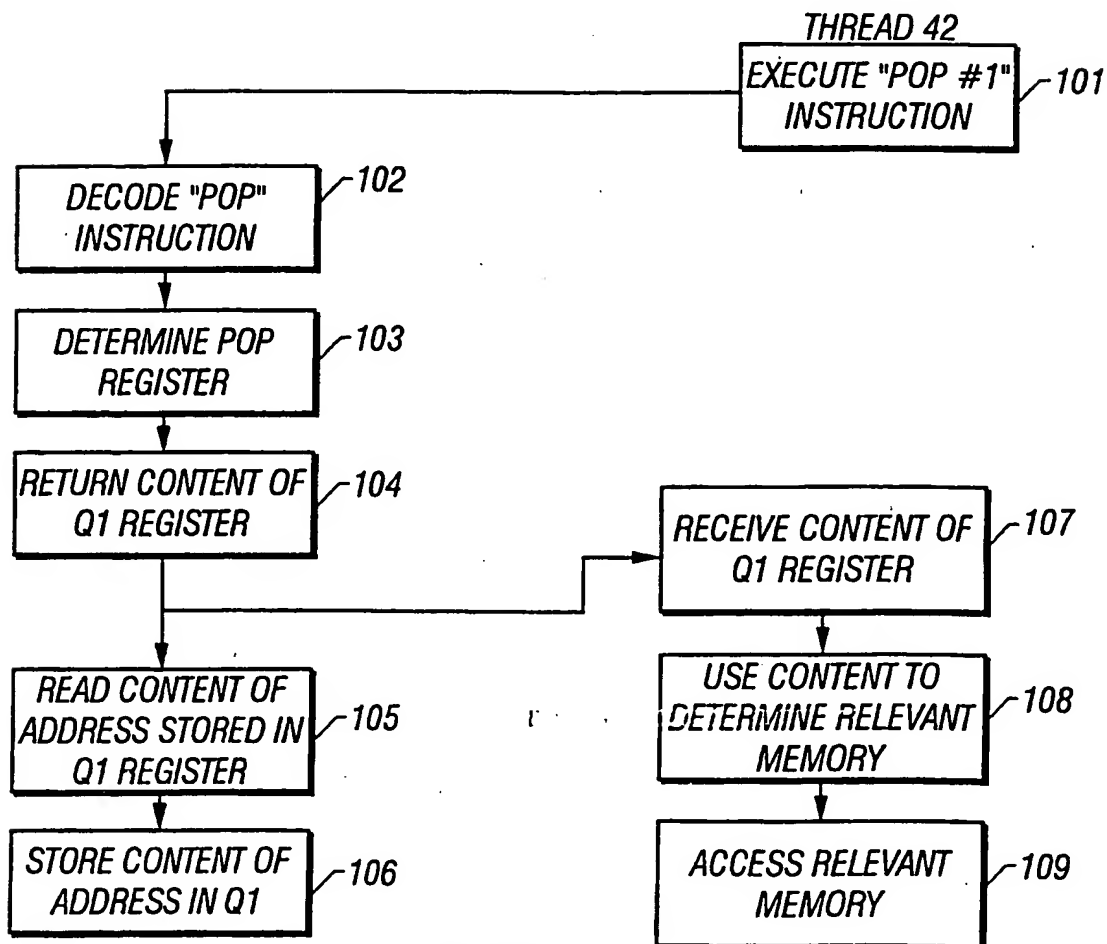 THREAD 42
EXECUTE "POP #1"
INSTRUCTION
101
DECODE "POP"
INSTRUCTION
102
DETERMINE POP
REGISTER
103
RETURN CONTENT OF
Q1 REGISTER
104
READ CONTENT OF
ADDRESS STORED IN
Q1 REGISTER
105
STORE CONTENT OF
ADDRESS IN Q1
106
RECEIVE CONTENT OF
Q1 REGISTER
107
USE CONTENT TO
DETERMINE RELEVANT
MEMORY
108
ACCESS RELEVANT
MEMORY
109